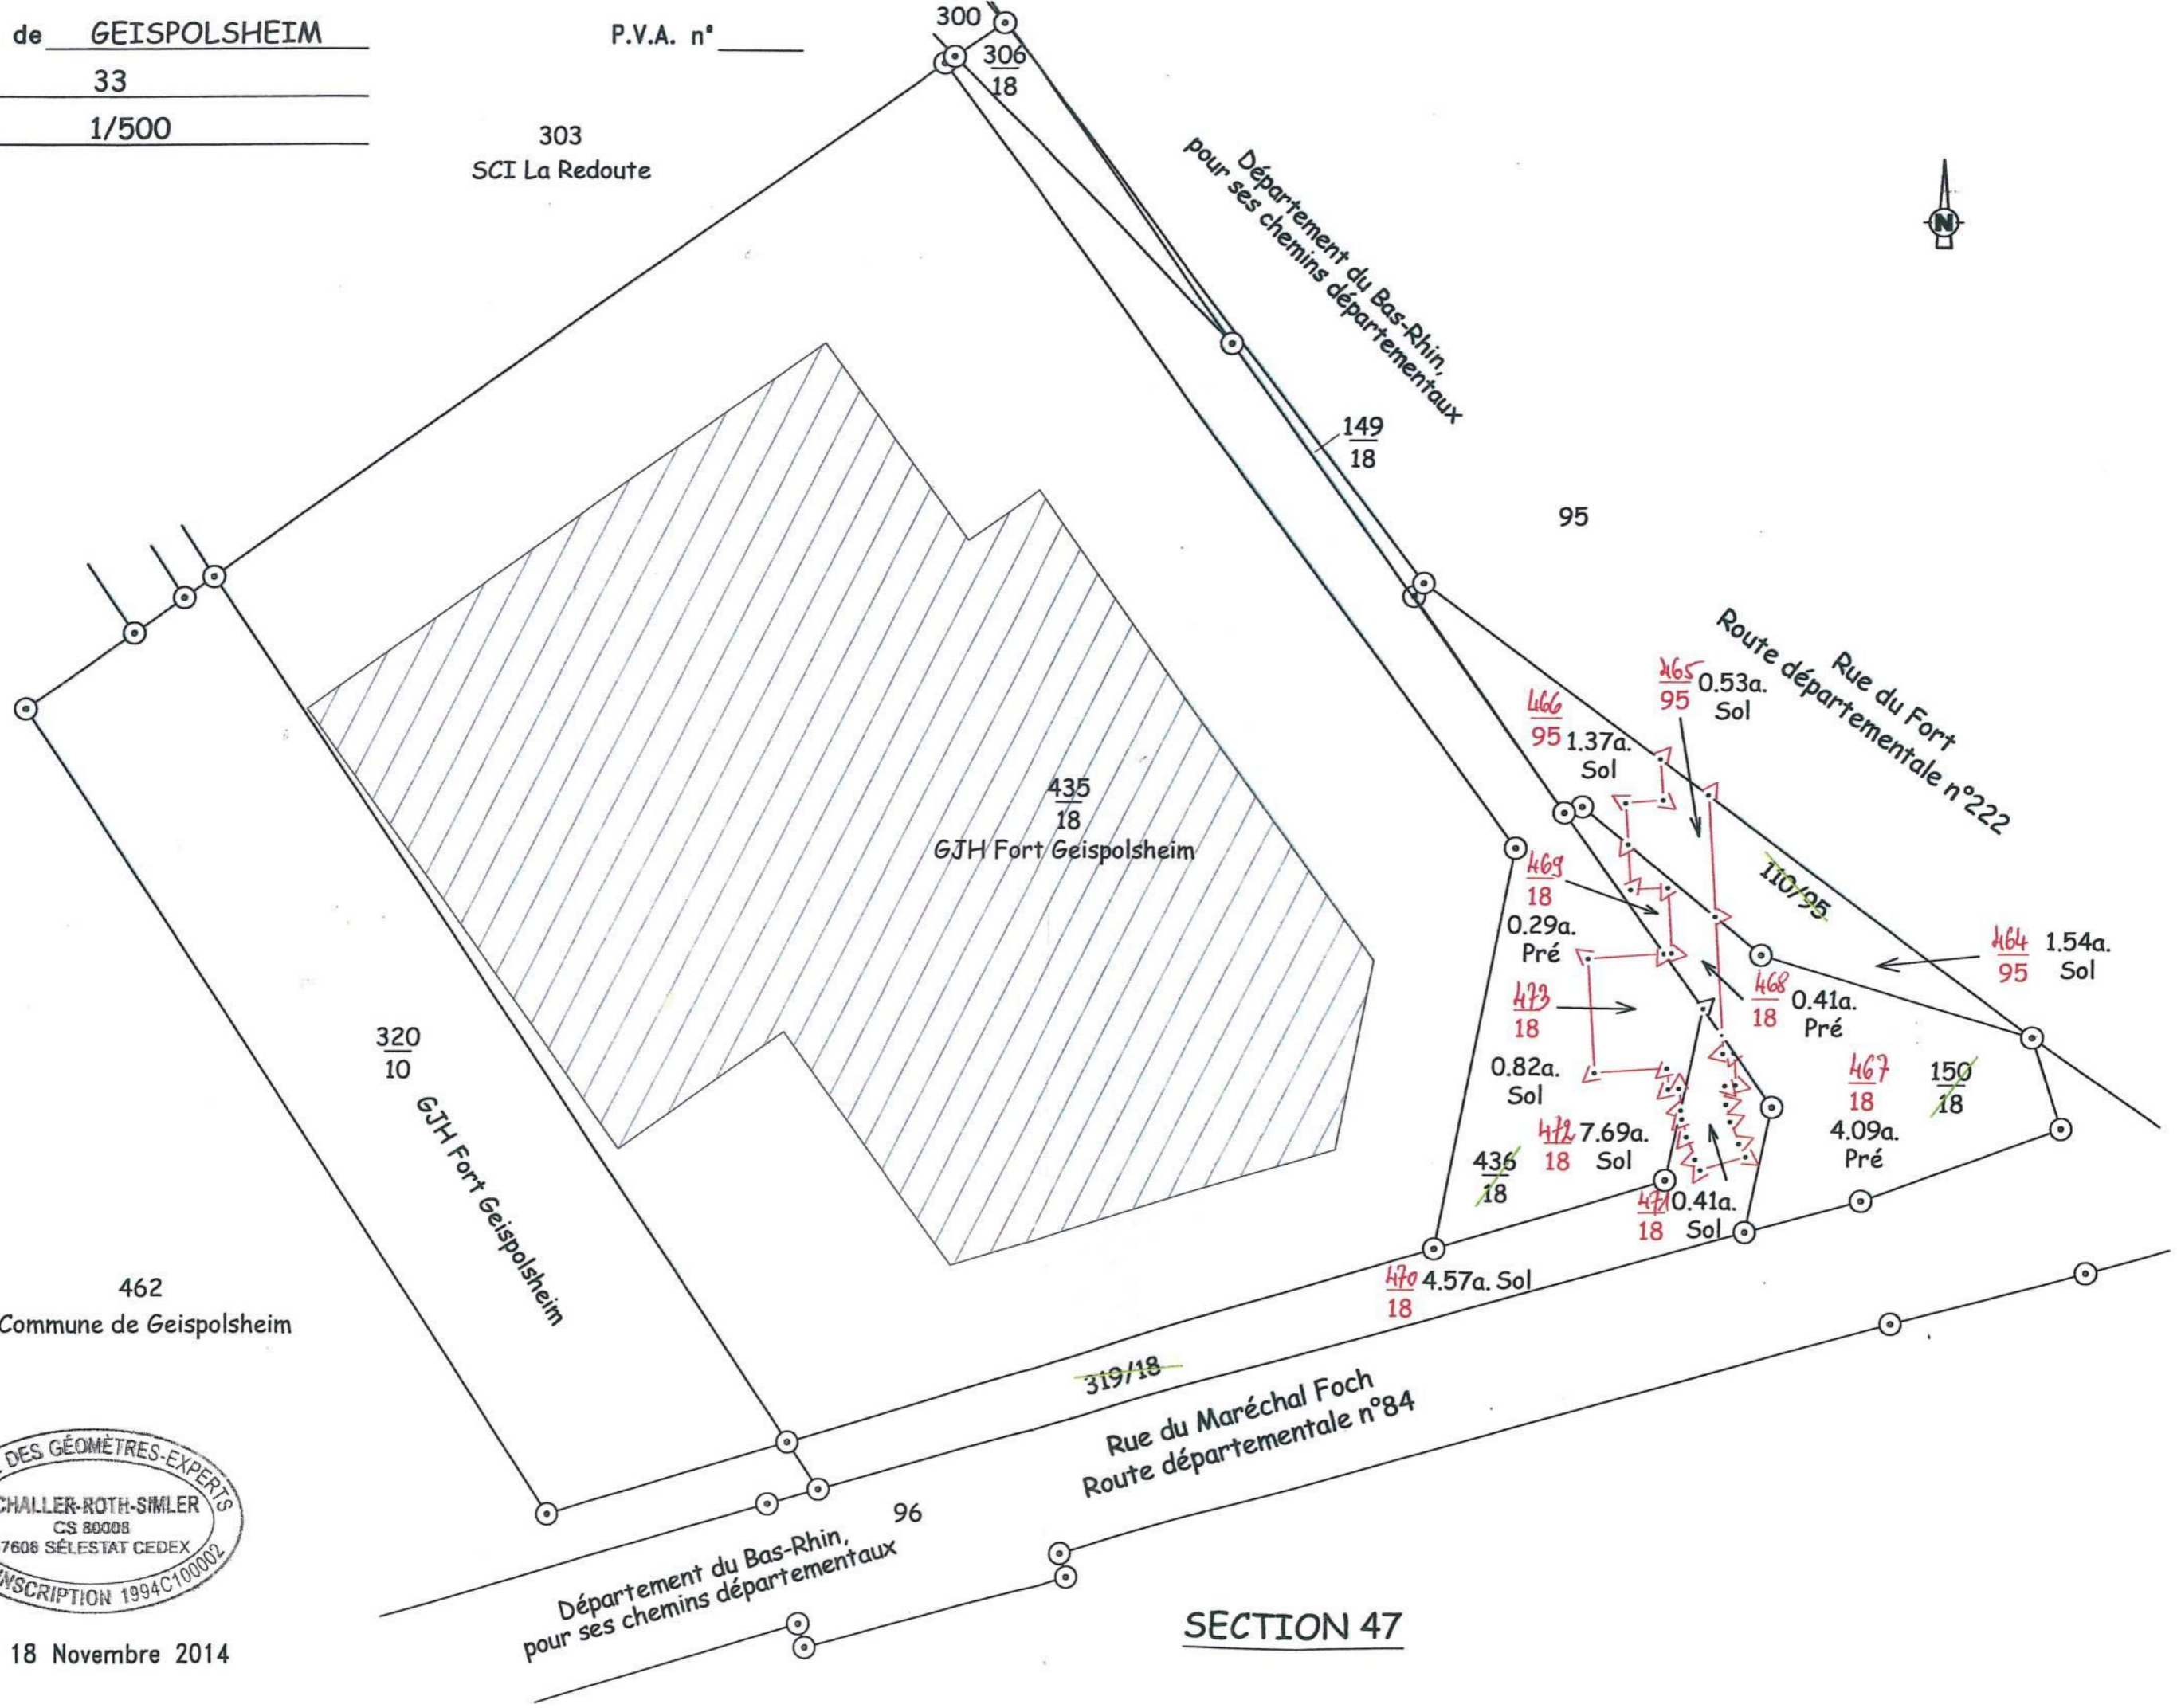 de GEISPOLSHEIM
33
1/500
P.V.A. n°
300
306
18
303
SCI La Redoute
Département du Bas-Rhin,
pour ses chemins départementaux
N
149
18
95
Rue du Fort
Route départementale n°222
465
95
0.53a.
Sol
466
95
1.37a.
Sol
435
18
GJH Fort Geispolsheim
469
18
0.29a.
Pré
110/95
464
95
1.54a.
Sol
473
18
0.82a.
Sol
468
18
0.41a.
Pré
467
18
4.09a.
Pré
150
18
472
18
7.69a.
Sol
436
18
471
18
0.41a.
Sol
470
18
4.57a. Sol
320
10
GJH Fort Geispolsheim
462
Commune de Geispolsheim
319/18
Rue du Maréchal Foch
Route départementale n°84
96
Département du Bas-Rhin,
pour ses chemins départementaux
DES GÉOMÈTRES-EXPERTS
CHALLER-ROTH-SIMLER
CS 80008
7608 SÉLESTAT CEDEX
INSCRIPTION 1994C100002
18 Novembre 2014
SECTION 47